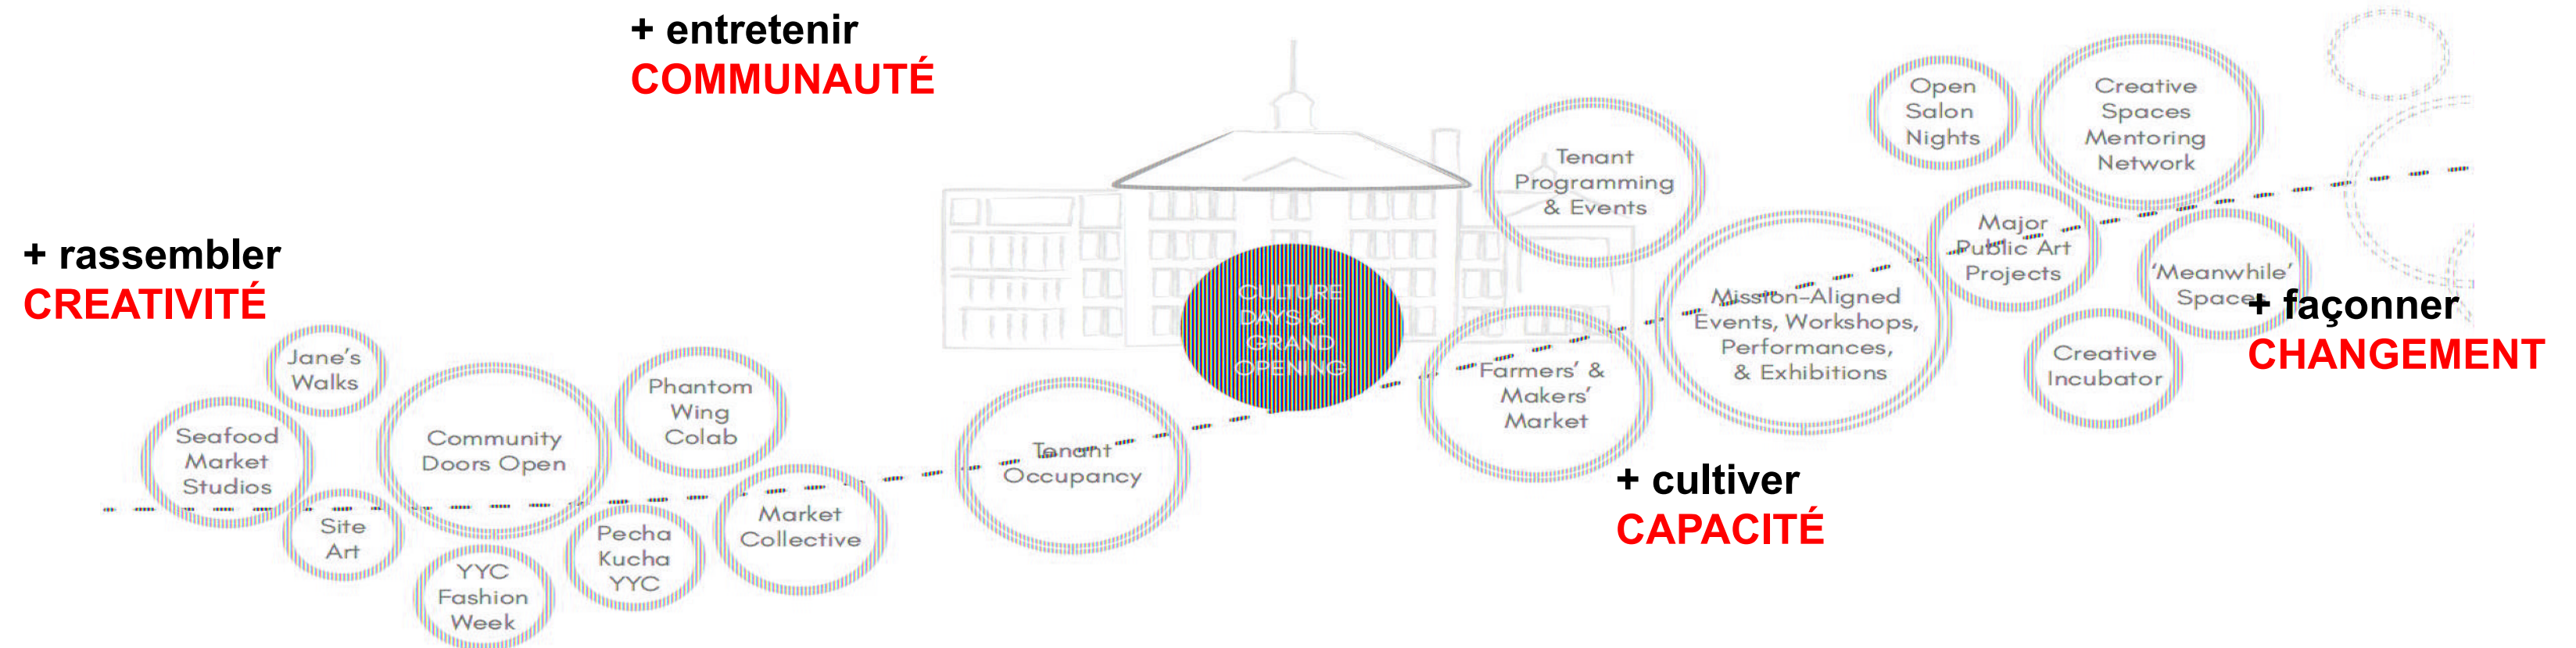 + entretenir
COMMUNAUTÉ
+ rassembler
CREATIVITÉ
Jane's
Walks
Seafood
Market
Studios
Site
Art
Community
Doors Open
YYC
Fashion
Week
Phantom
Wing
Colab
Pecha
Kucha
YYC
Market
Collective
Tenant
Occupancy
CULTURE
DAYS &
GRAND
OPENING
Tenant
Programming
& Events
Farmers' &
Makers'
Market
Mission-Aligned
Events, Workshops,
Performances,
& Exhibitions
+ cultiver
CAPACITÉ
Open
Salon
Nights
Creative
Spaces
Mentoring
Network
Major
Public Art
Projects
'Meanwhile'
Spaces
Creative
Incubator
+ façonner
CHANGEMENT